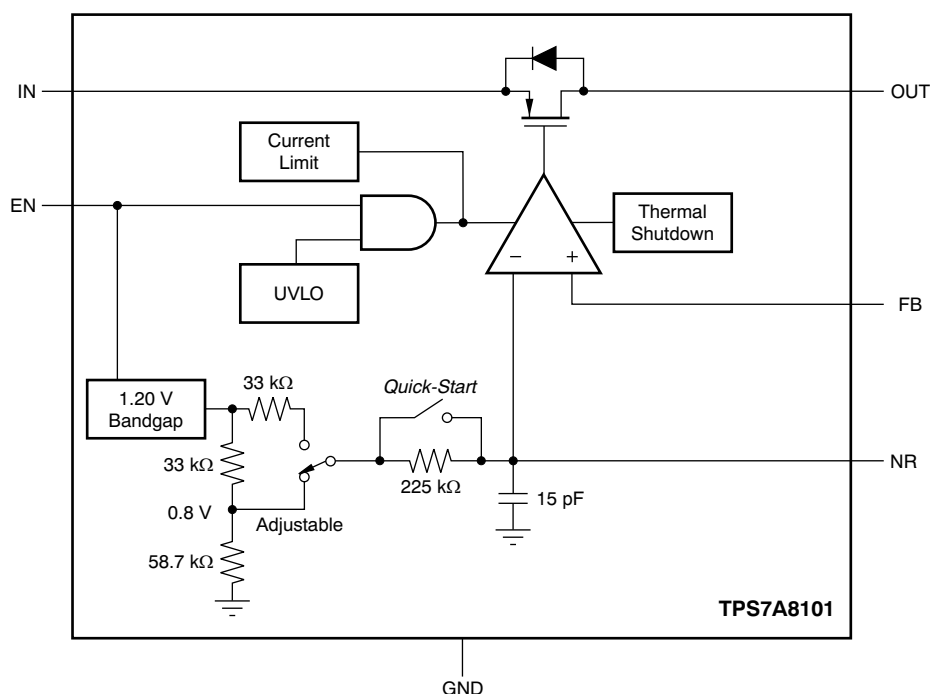 IN
OUT
Current
Limit
EN
Thermal
Shutdown
UVLO
−
+
FB
33 kΩ
Quick-Start
1.20 V
Bandgap
33 kΩ
225 kΩ
NR
0.8 V
Adjustable
15 pF
58.7 kΩ
TPS7A8101
GND